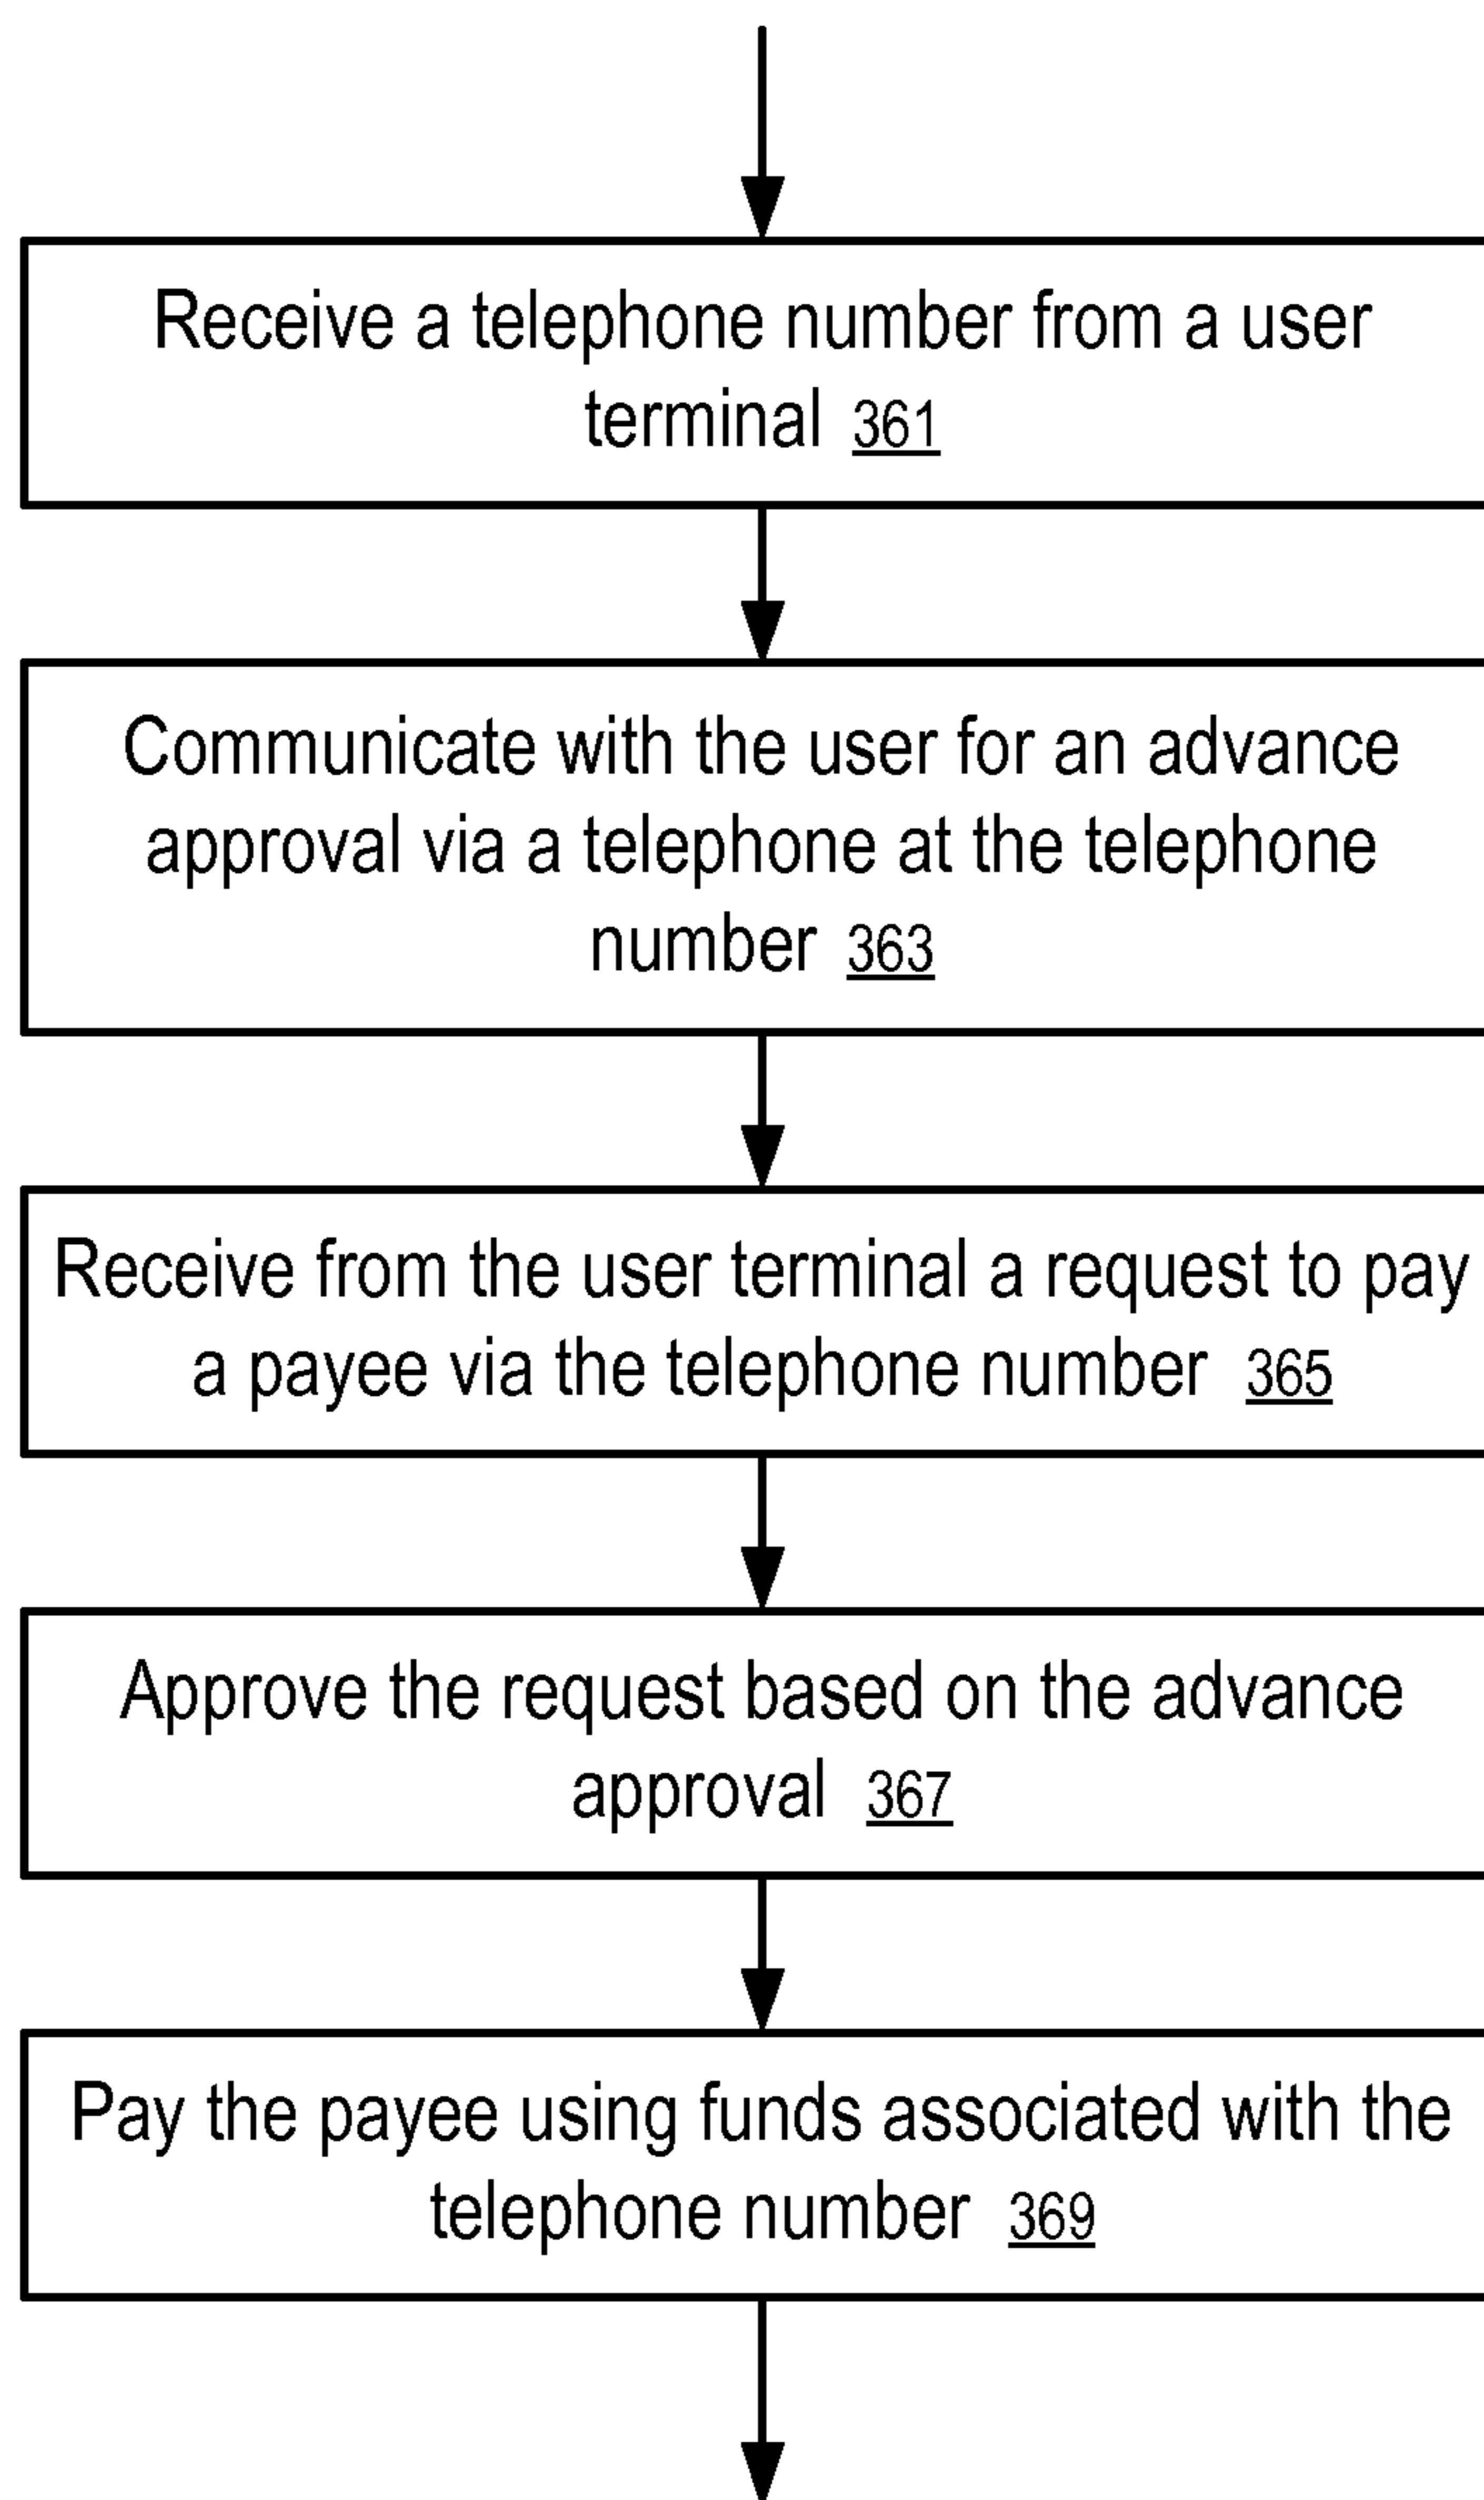 Receive a telephone number from a user
terminal 361
Communicate with the user for an advance
approval via a telephone at the telephone
number 363
Receive from the user terminal a request to pay
a payee via the telephone number 365
Approve the request based on the advance
approval 367
Pay the payee using funds associated with the
telephone number 369